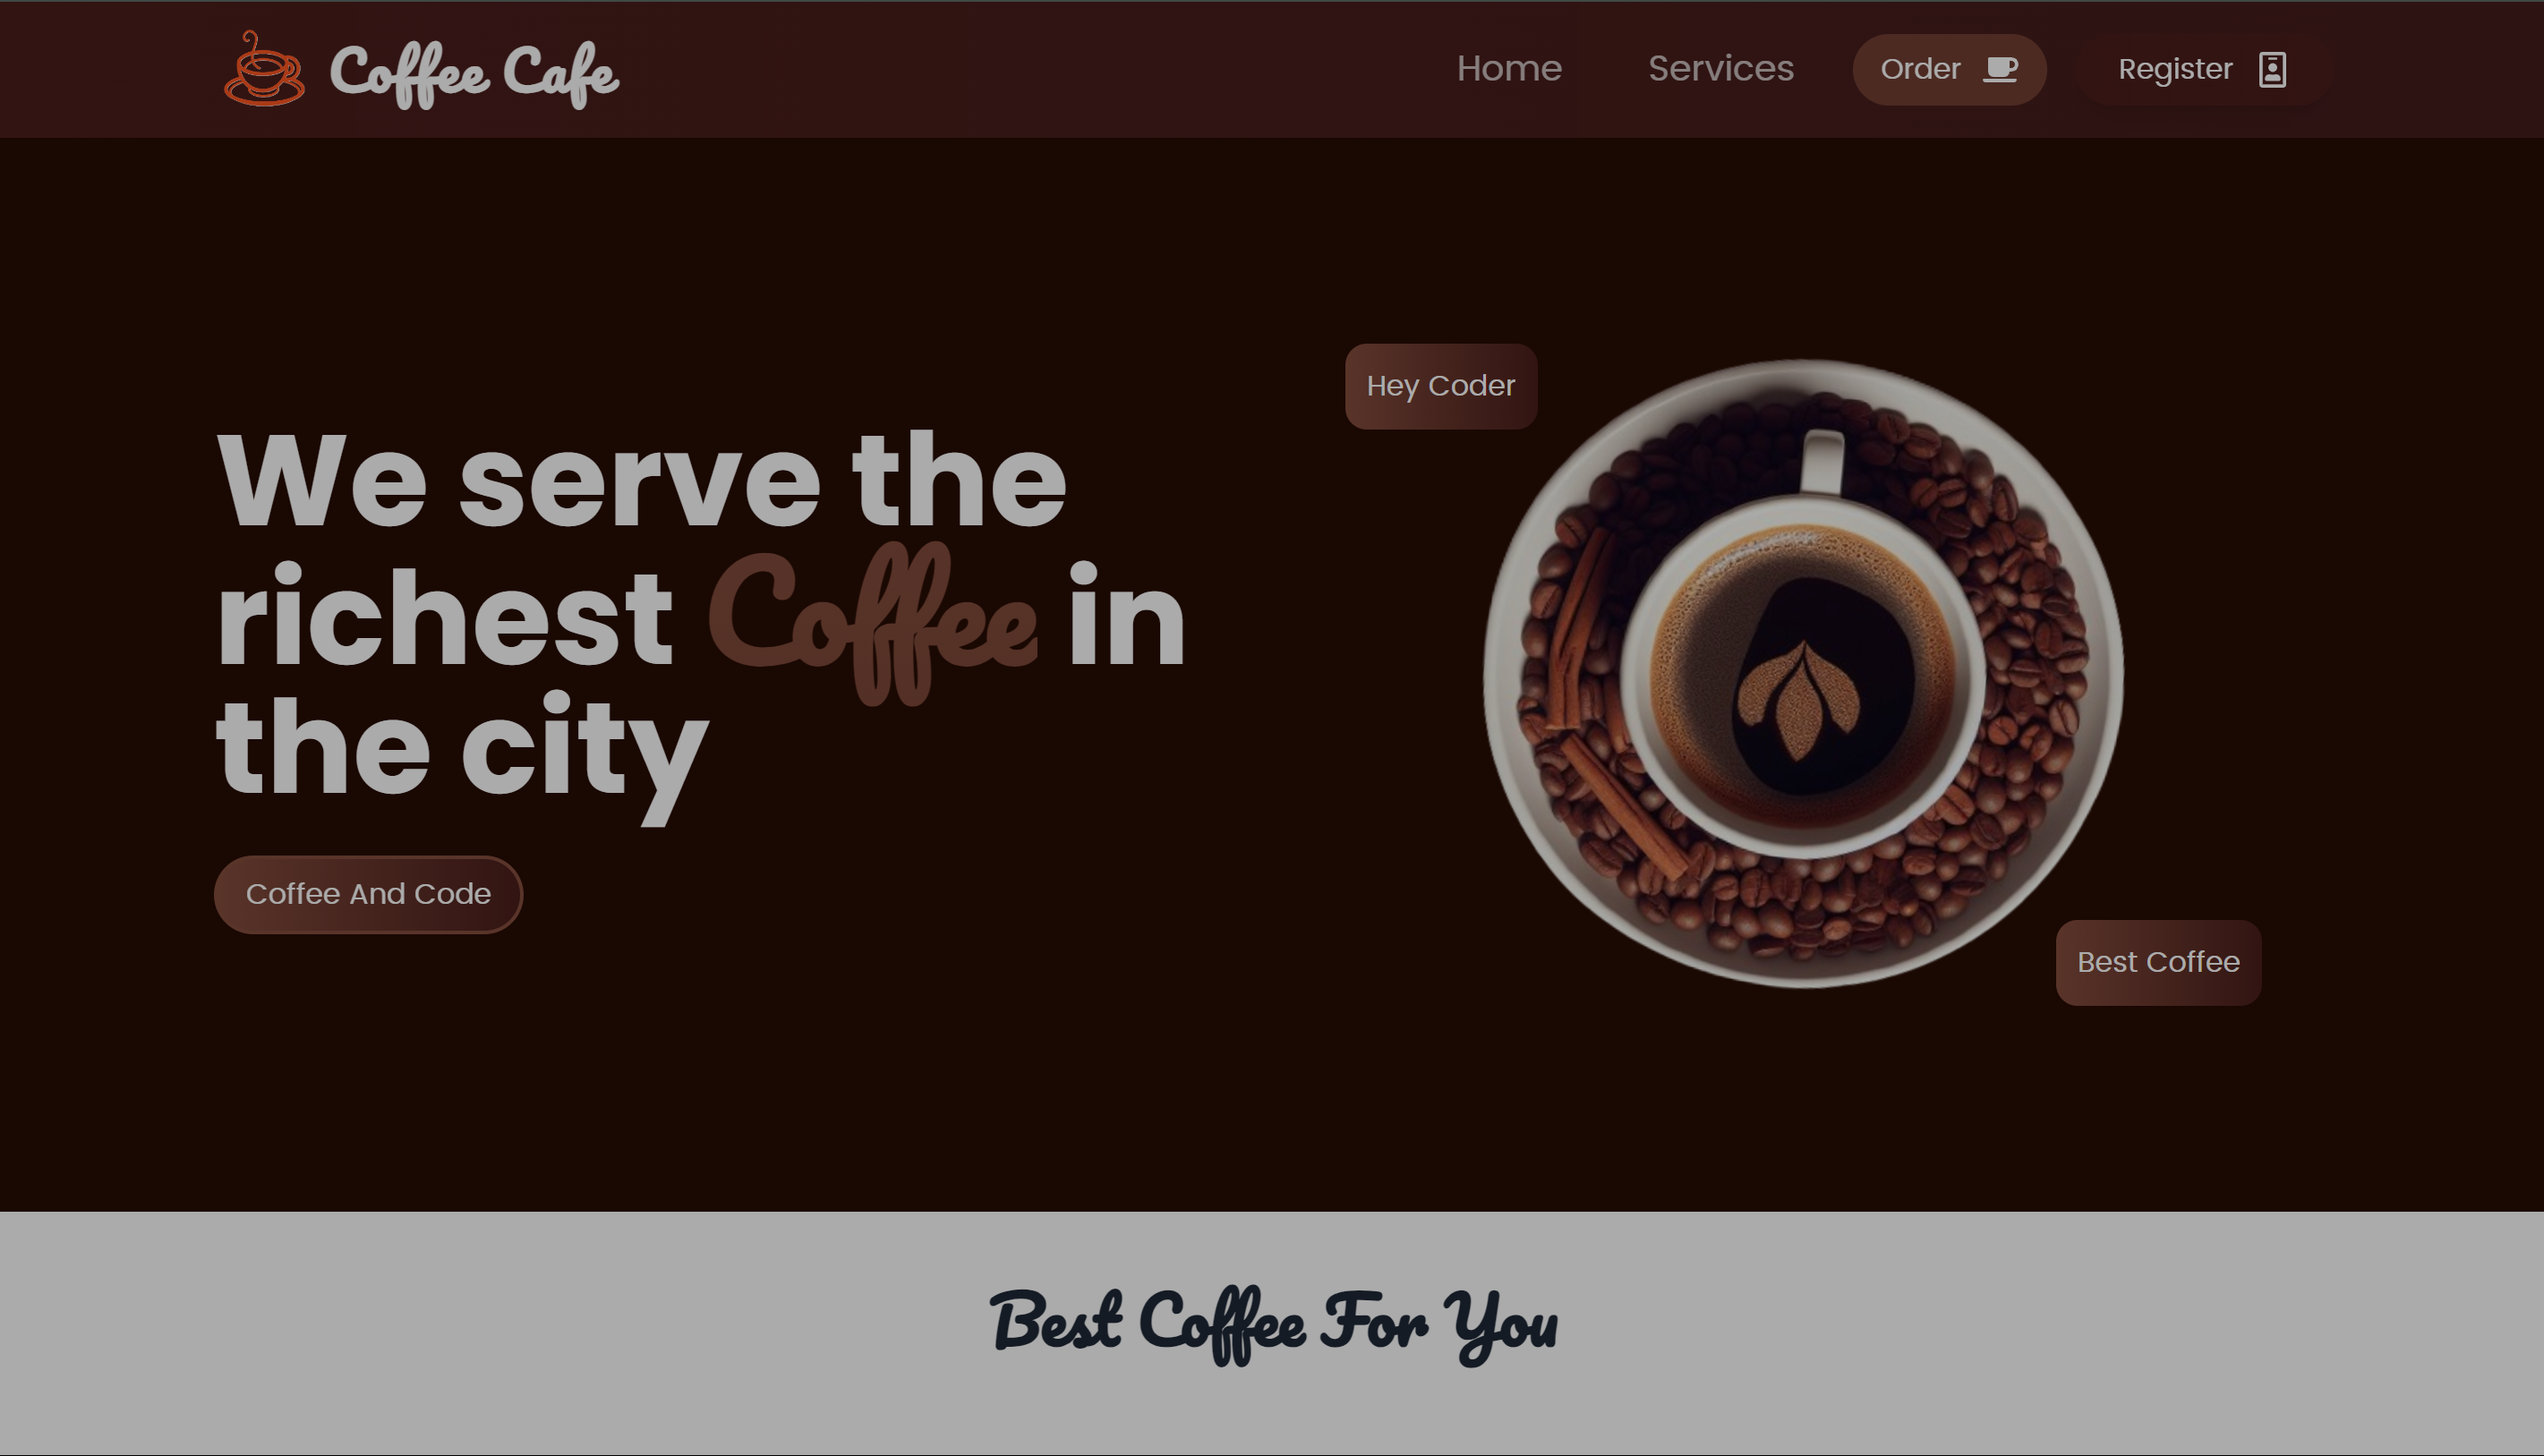 Coffee Cafe
Home
Services
Order
Register
Hey Coder
We serve the
richest Coffee in
the city
Coffee And Code
Best Coffee
Best Coffee For You